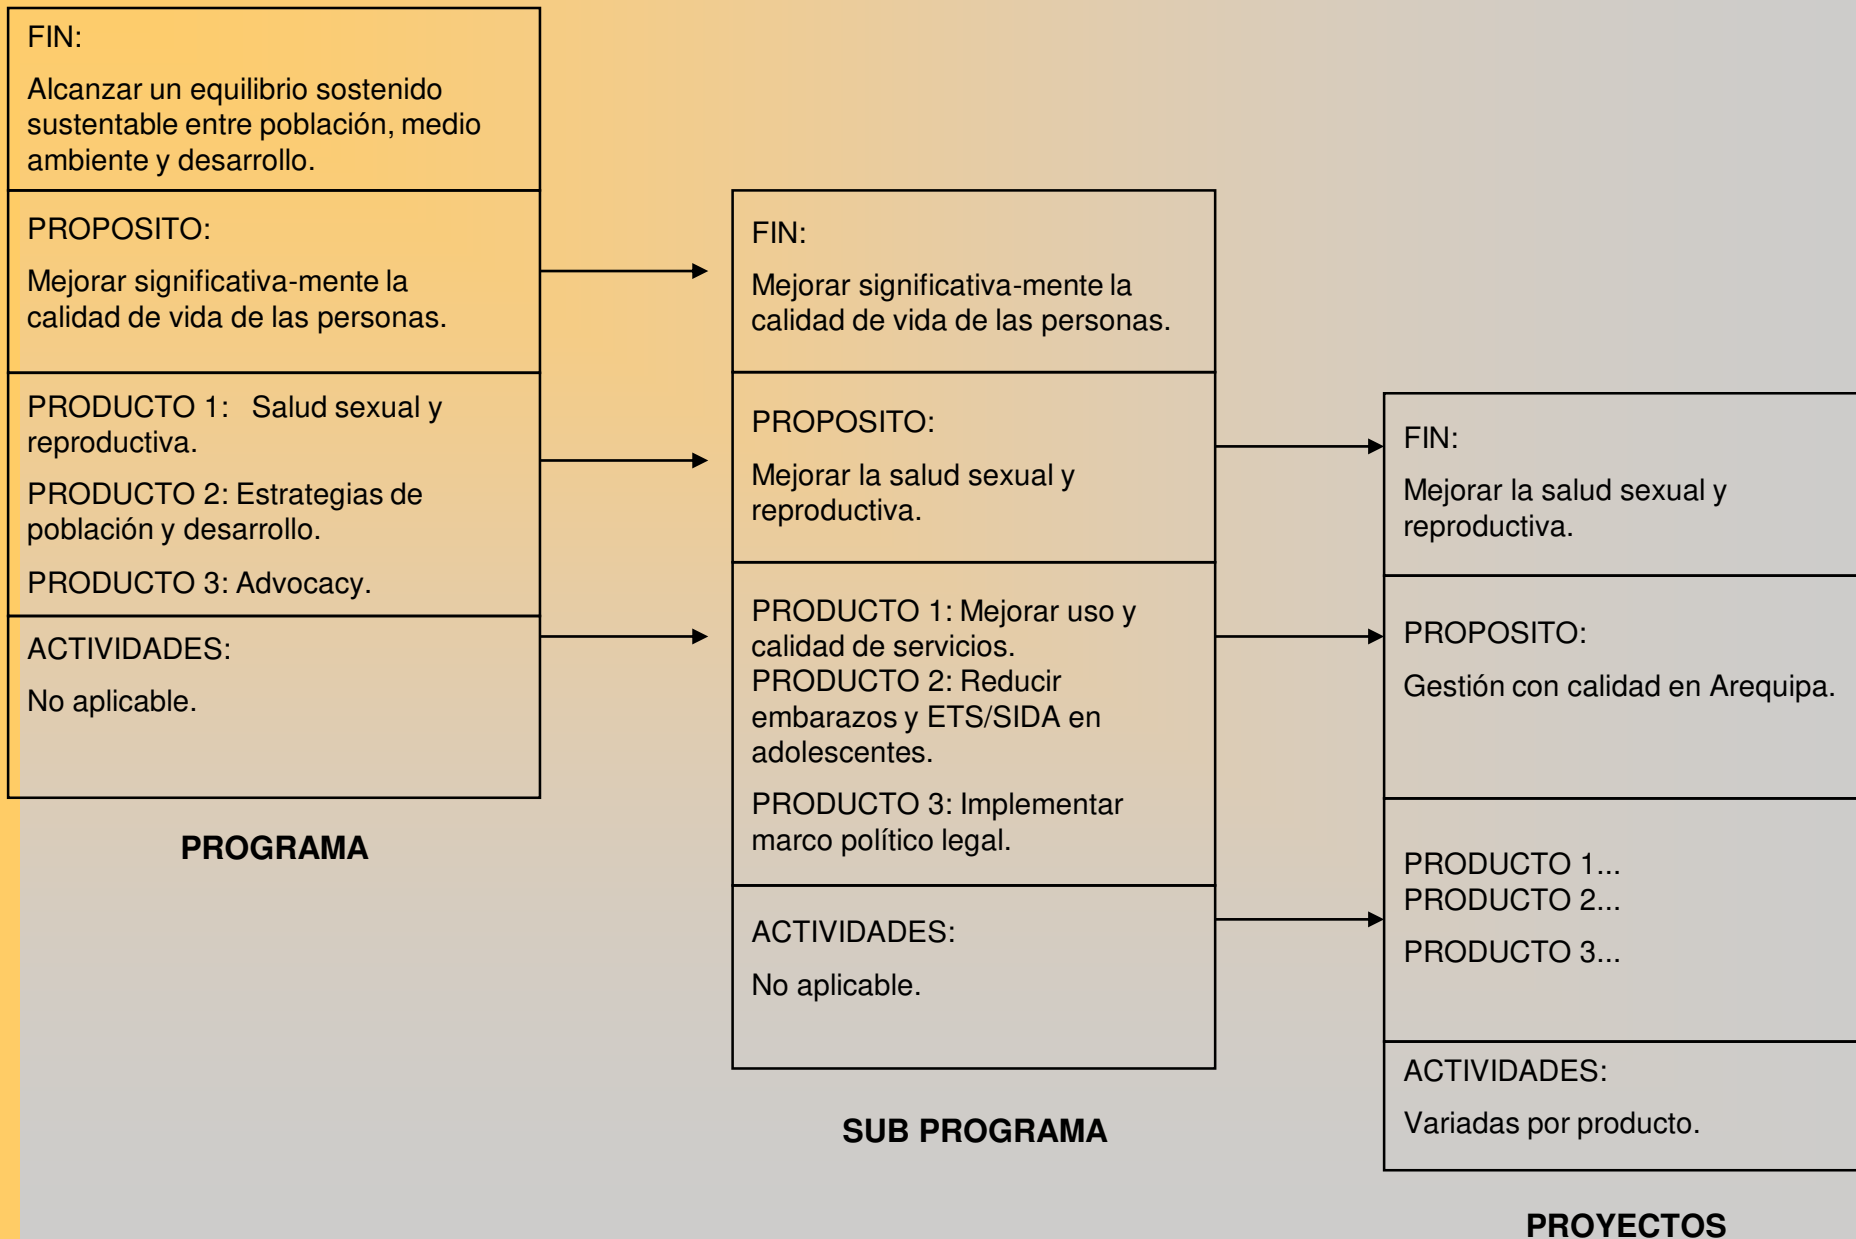 FIN:
Alcanzar un equilibrio sostenido
sustentable entre población, medio
ambiente y desarrollo.
PROPOSITO:
Mejorar significativa-mente la
calidad de vida de las personas.
PRODUCTO 1:   Salud sexual y
reproductiva.
PRODUCTO 2: Estrategias de
población y desarrollo.
PRODUCTO 3: Advocacy.
ACTIVIDADES:
No aplicable.
PROGRAMA
FIN:
Mejorar significativa-mente la
calidad de vida de las personas.
PROPOSITO:
Mejorar la salud sexual y
reproductiva.
PRODUCTO 1: Mejorar uso y
calidad de servicios.
PRODUCTO 2: Reducir
embarazos y ETS/SIDA en
adolescentes.
PRODUCTO 3: Implementar
marco político legal.
ACTIVIDADES:
No aplicable.
SUB PROGRAMA
FIN:
Mejorar la salud sexual y
reproductiva.
PROPOSITO:
Gestión con calidad en Arequipa.
PRODUCTO 1...
PRODUCTO 2...
PRODUCTO 3...
ACTIVIDADES:
Variadas por producto.
PROYECTOS